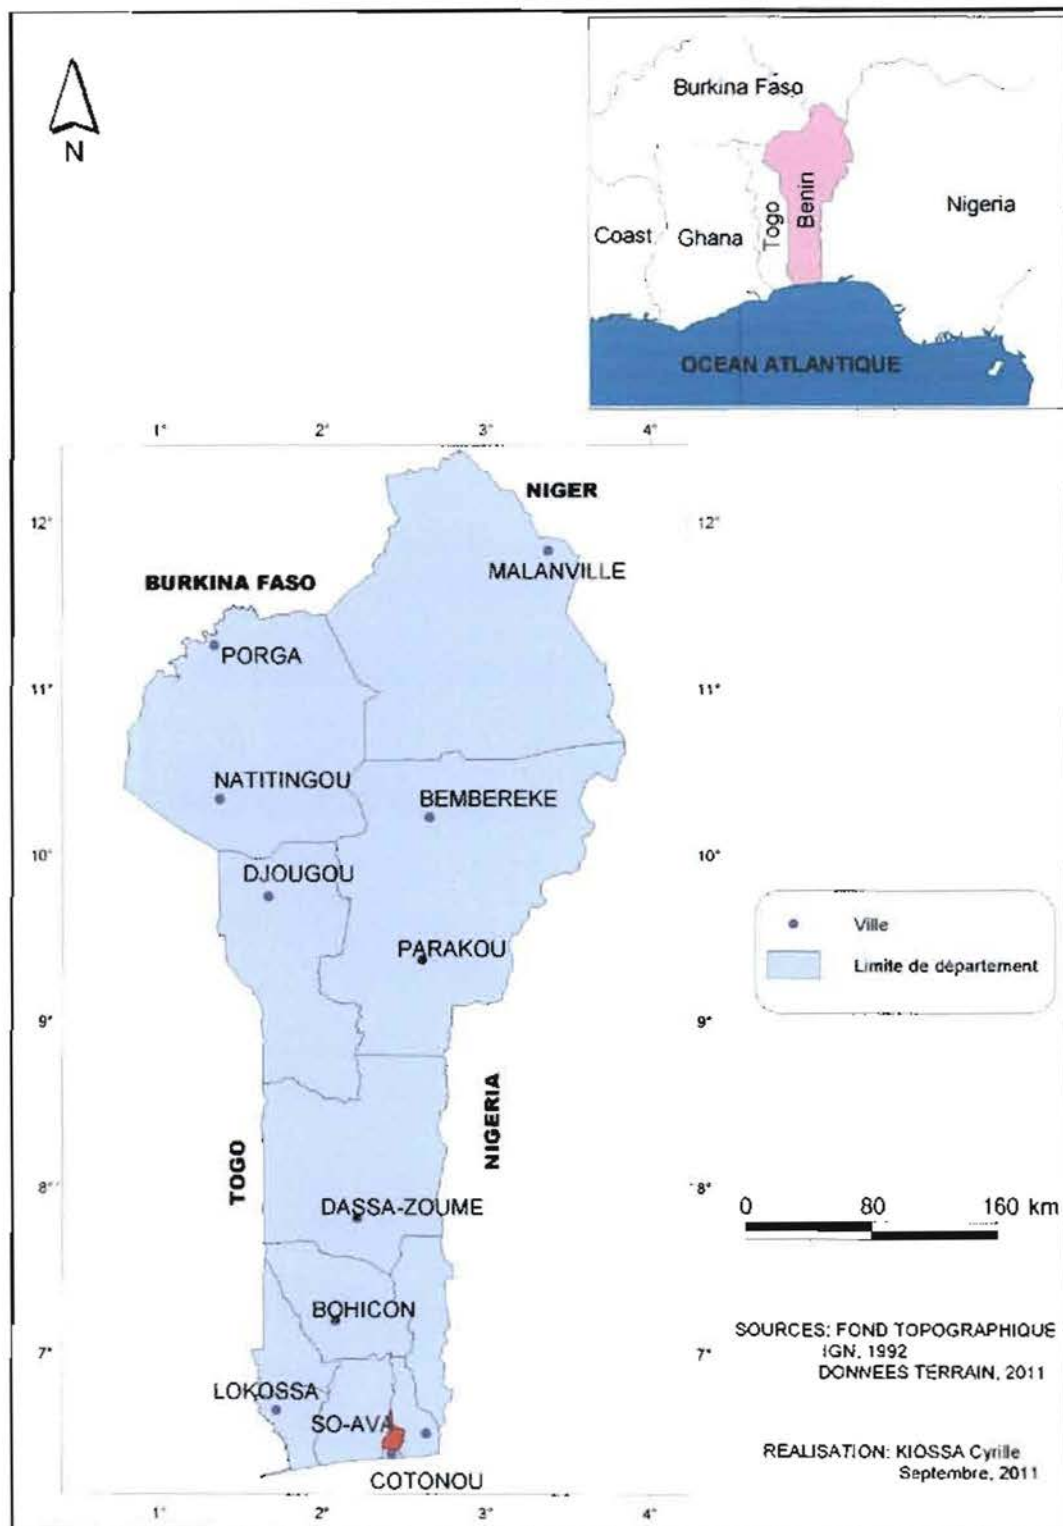 N
Burkina Faso
Benin
Togo
Nigeria
Coast
Ghana
OCEAN ATLANTIQUE
1° 2° 3° 4°
NIGER
12° 12°
MALANVILLE
BURKINA FASO
PORGA
11° 11°
NATITINGOU
BEMBEREKE
10° 10°
DJOUGOU
Ville
PARAKOU
Limite de département
9° 9°
NIGERIA
TOGO
8° 8°
DASSA-ZOUME
0 80 160 km
BOHICON
SOURCES: FOND TOPOGRAPHIQUE
IGN, 1992
7° 7°
DONNEES TERRAIN, 2011
LOKOSSA
SO-AVA
REALISATION: KIOSSA Cyrille
Septembre, 2011
COTONOU
1° 2° 3° 4°